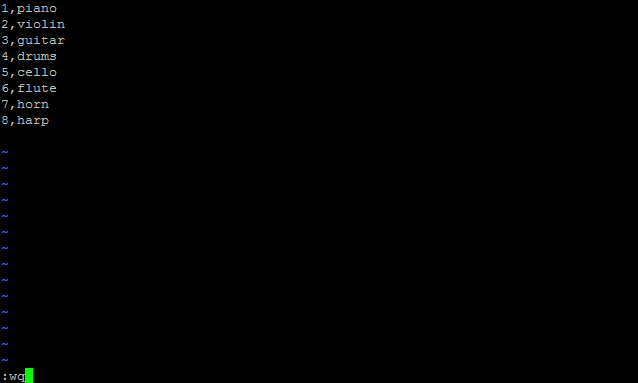 1,piano
2,violin
3,guitar
4,drums
5,cello
6,flute
7,horn
8,harp
~
~
~
~
~
~
~
~
~
~
~
~
~
~
:wq